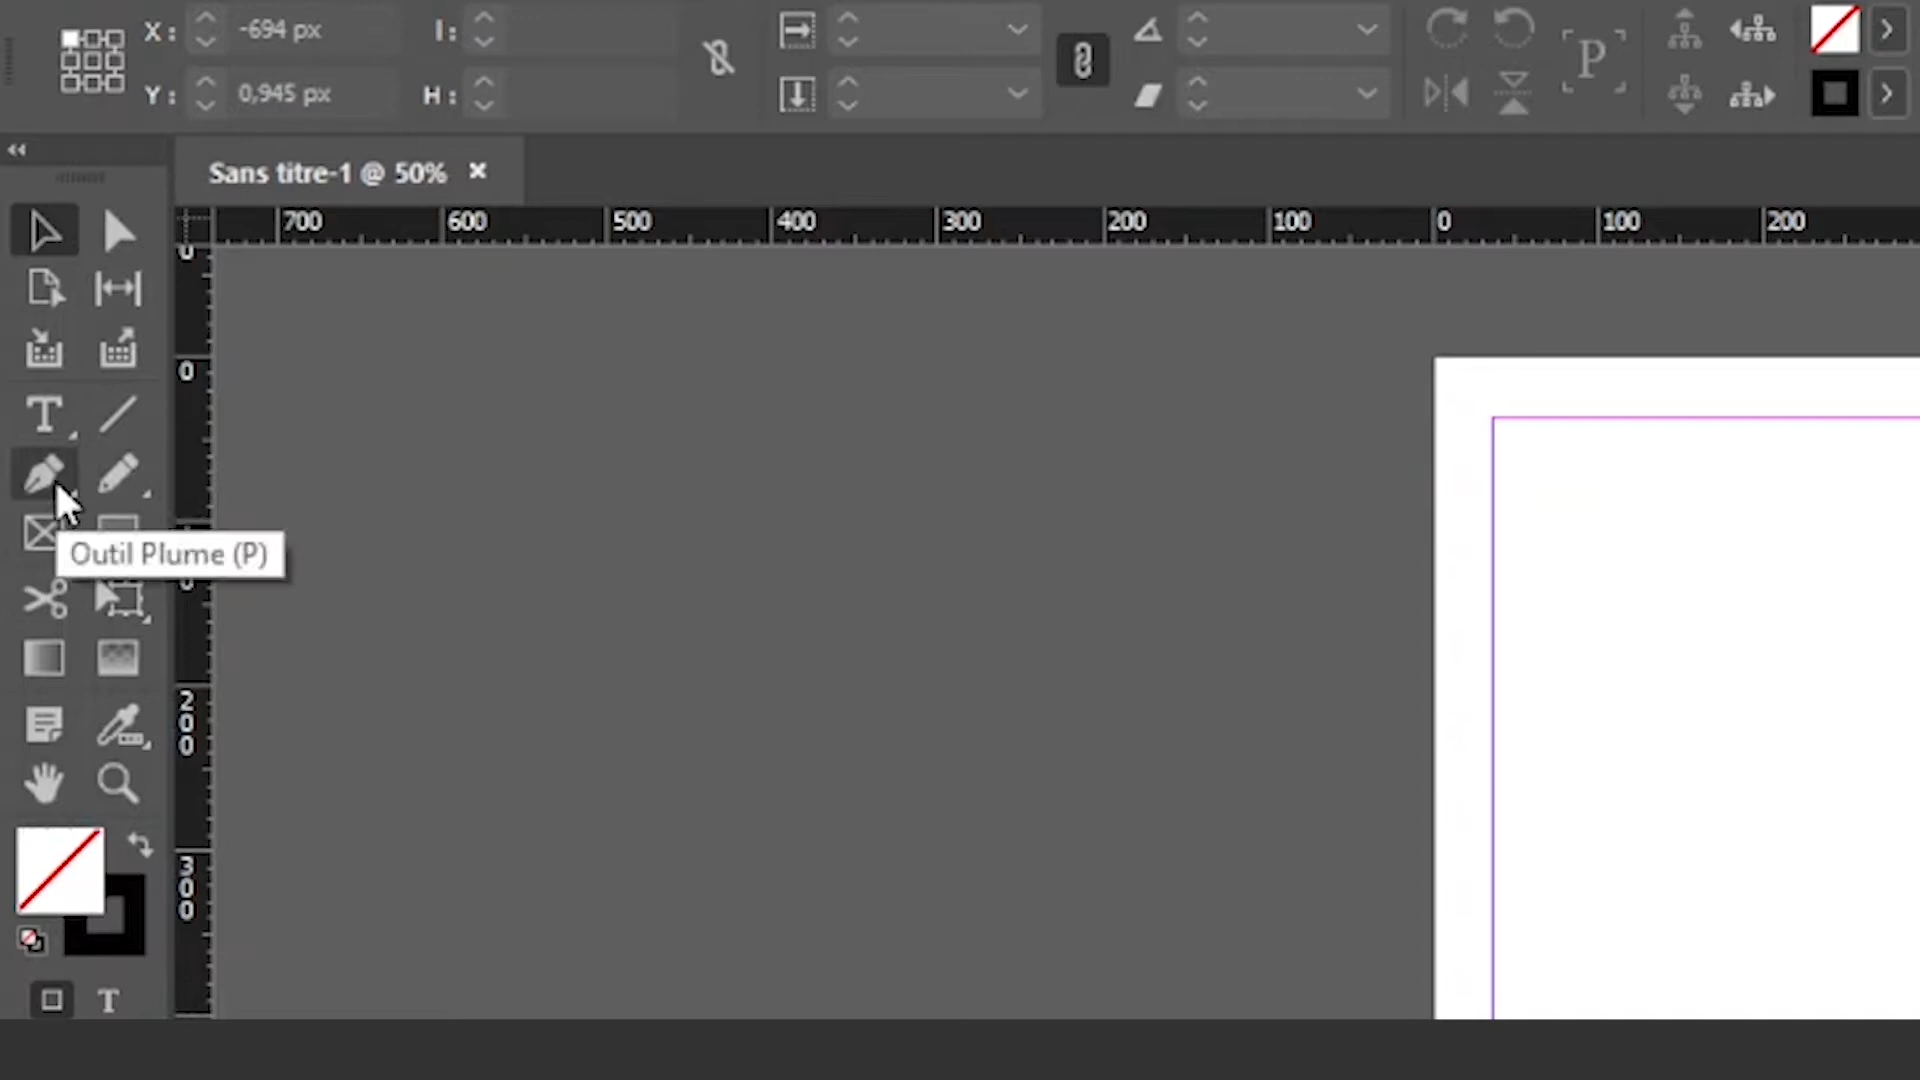 X : -694 px I :
Y : 0,945 px H :
P
Sans titre-1 @ 50% ×
700 600 500 400 300 200 100 0 100 200
0
0
T
Outil Plume (P)
0
200
300
T